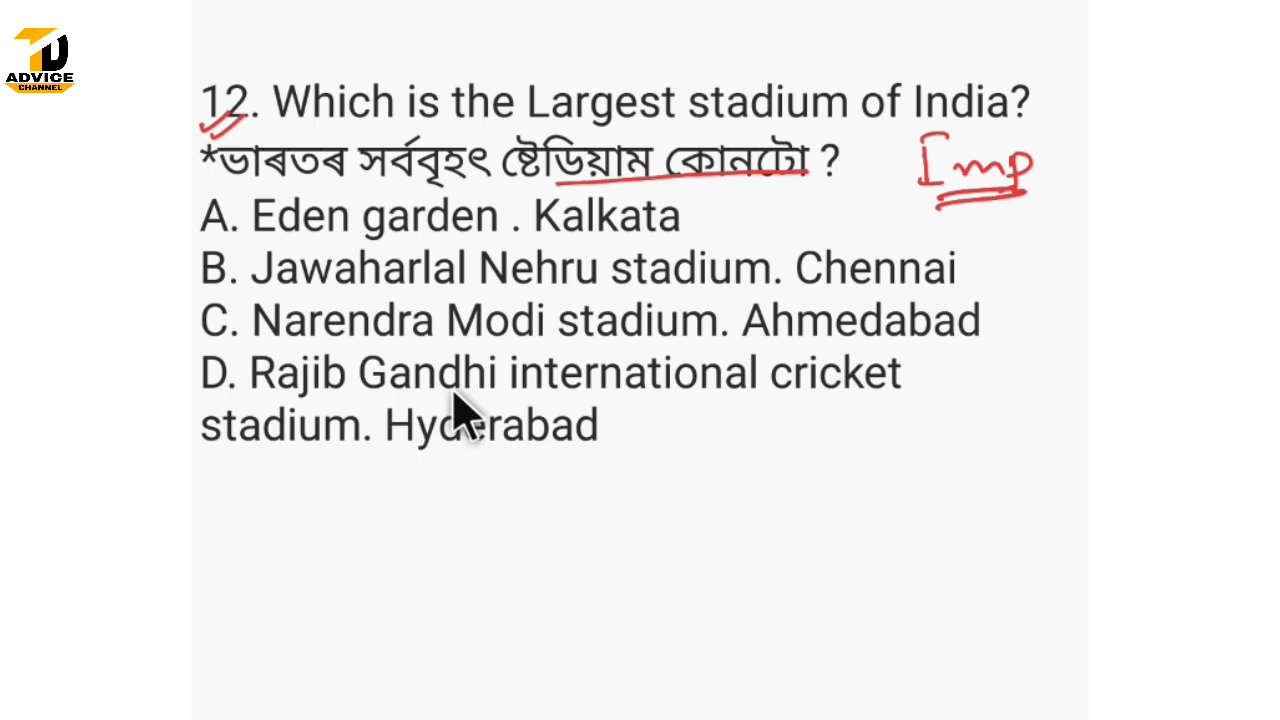 TD
ADVICE
CHANNEL
12. Which is the Largest stadium of India?
*ভাৰতৰ সৰ্ববৃহৎ ষ্টেডিয়াম কোনটো ?
Imp
A. Eden garden . Kalkata
B. Jawaharlal Nehru stadium. Chennai
C. Narendra Modi stadium. Ahmedabad
D. Rajib Gandhi international cricket
stadium. Hyderabad